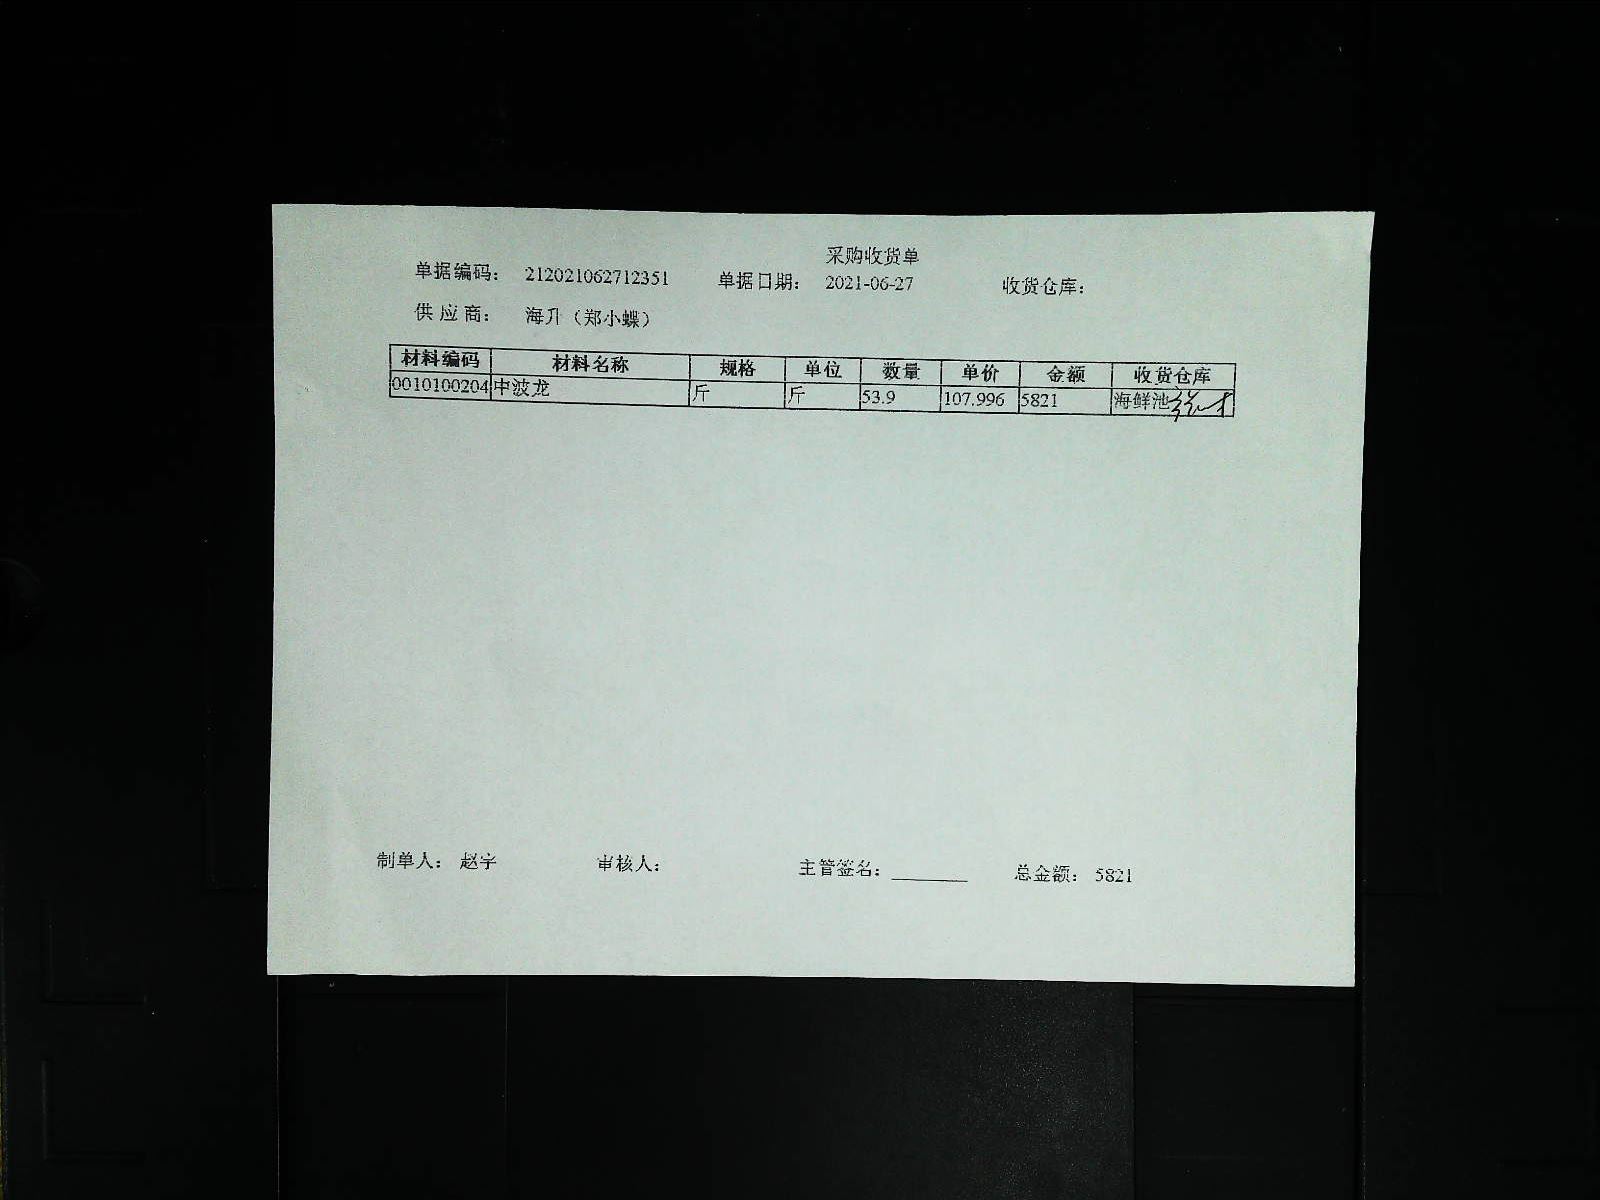 采购收货单
单据编码： 212021062712351 单据日期： 2021-06-27 收货仓库：
供 应 商： 海升（郑小蝶）
材料编码 材料名称 规格 单位 数量 单价 金额 收货仓库
0010100204 中波龙 斤 斤 53.9 107.996 5821 海鲜池
制单人： 赵宇 审核人： 主管签名： 总金额： 5821